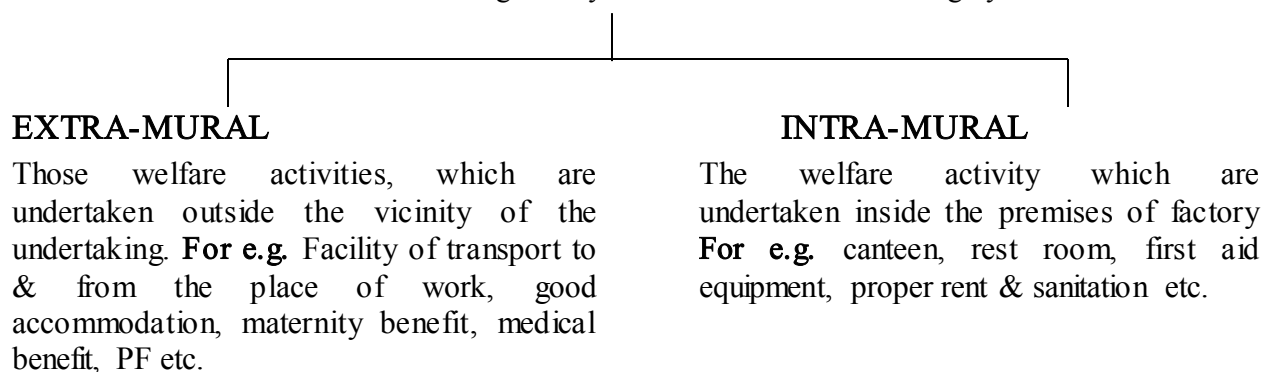 EXTRA-MURAL
Those welfare activities, which are
undertaken outside the vicinity of the
undertaking. For e.g. Facility of transport to
& from the place of work, good
accommodation, maternity benefit, medical
benefit, PF etc.
INTRA-MURAL
The welfare activity which are
undertaken inside the premises of factory
For e.g. canteen, rest room, first aid
equipment, proper rent & sanitation etc.